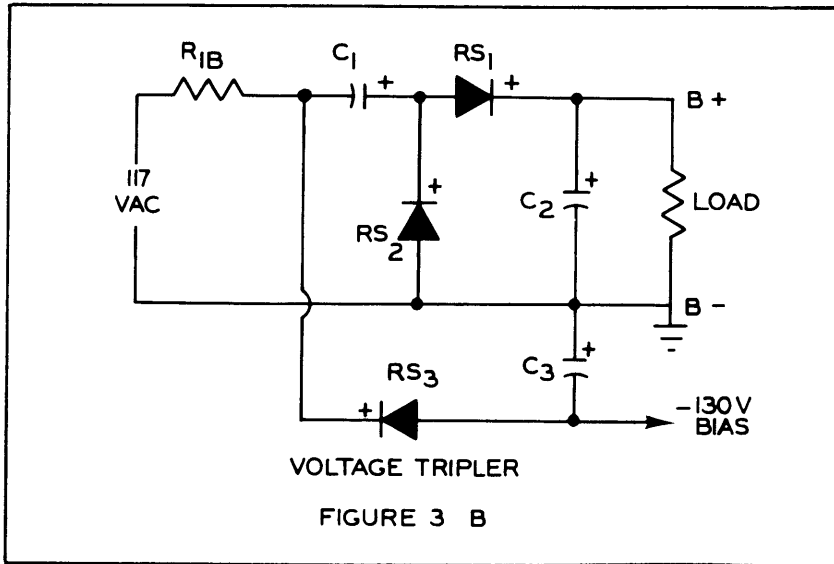 R1B
C1
+
RS1
+
B +
117
VAC
+
RS2
+
C2
LOAD
B -
+
C3
RS3
+
-130V
BIAS
VOLTAGE TRIPLER
FIGURE 3 B